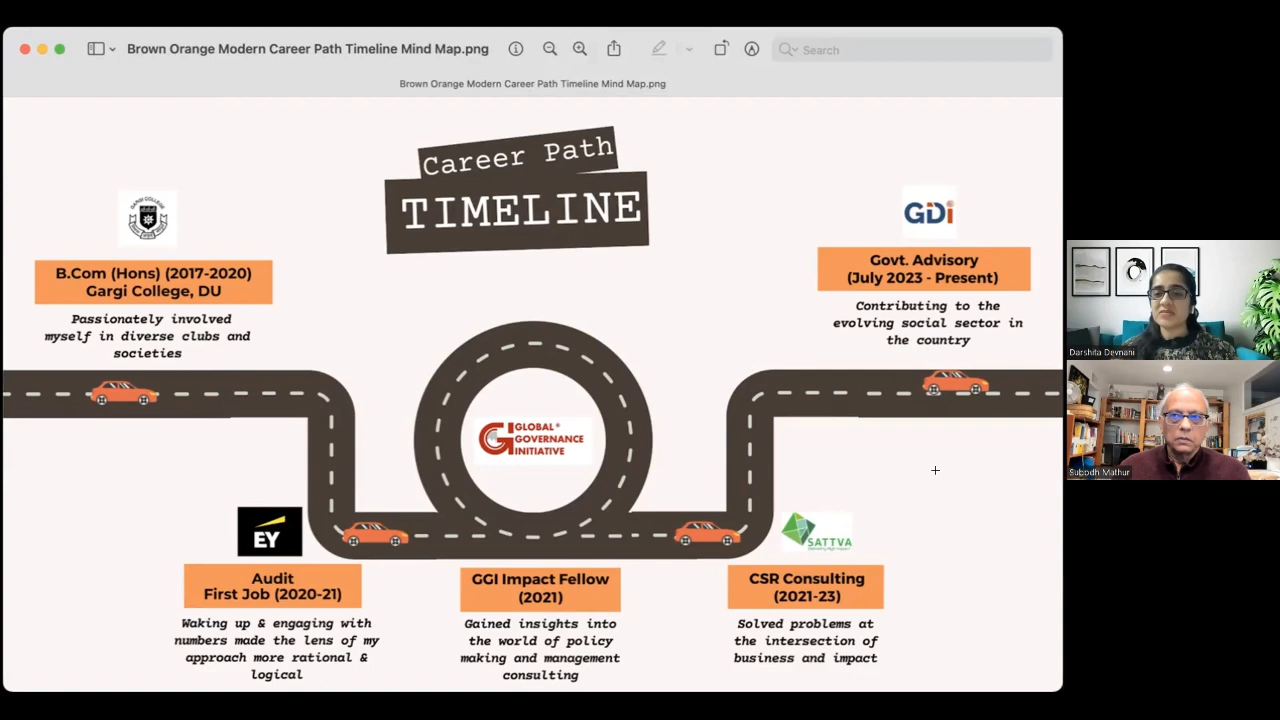 Brown Orange Modern Career Path Timeline Mind Map.png
Search
Brown Orange Modern Career Path Timeline Mind Map.png
Career Path
TIMELINE
GARGI COLLEGE
B.Com (Hons) (2017-2020)
Gargi College, DU
Passionately involved
myself in diverse clubs and
societies
GDi
Govt. Advisory
(July 2023 - Present)
Contributing to the
evolving social sector in
the country
GLOBAL®
GOVERNANCE
INITIATIVE
EY
Audit
First Job (2020-21)
Waking up & engaging with
numbers made the lens of my
approach more rational &
logical
GGI Impact Fellow
(2021)
Gained insights into
the world of policy
making and management
consulting
SATTVA
CSR Consulting
(2021-23)
Solved problems at
the intersection of
business and impact
Darshita Devnani
Subodh Mathur